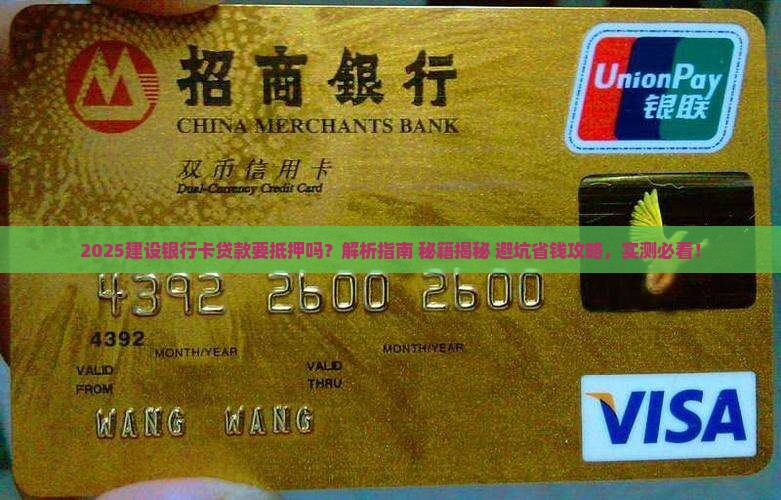 招商銀行
CHINA MERCHANTS BANK
UnionPay
银联
双币信用卡
Dual-Currency Credit Card
2025建设银行卡贷款要抵押吗？解析指南 秘籍揭秘 避坑省钱攻略，实测必看！
4392 2600 2600
4392
MONTH/YEAR
MONTH/YEAR
VALID FROM
VALID THRU
WANG WANG
VISA